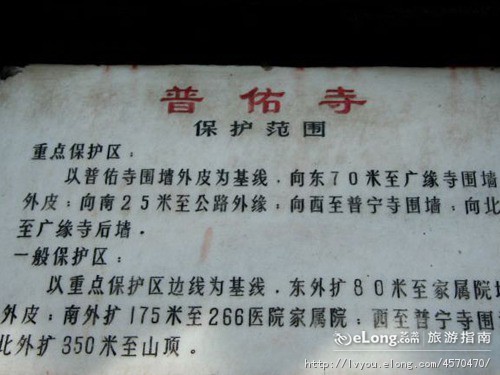 普佑寺
保护范围
重点保护区：
以普佑寺围墙外皮为基线．向东70米至广缘寺围墙
外皮；向南25米至公路外缘；向西至普宁寺围墙；向北
至广缘寺后墙．
一般保护区：
以重点保护区边线为基线．东外扩80米至家属院
外皮；南外扩175米至266医院家属院；西至普宁寺围
北外扩350米至山顶．
eLong.com 旅游指南
http://lvyou.elong.com/4570470/